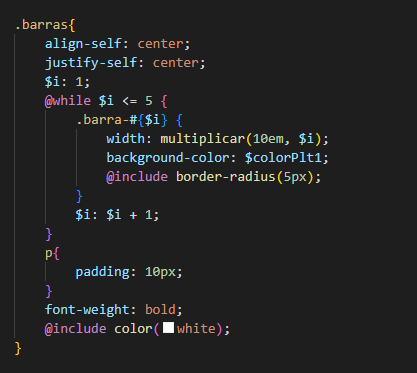 .barras{
    align-self: center;
    justify-self: center;
    $i: 1;
    @while $i <= 5 {
        .barra-#{$i} {
            width: multiplicar(10em, $i);
            background-color: $colorPlt1;
            @include border-radius(5px);
        }
        $i: $i + 1;
    }
    p{
        padding: 10px;
    }
    font-weight: bold;
    @include color(white);
}